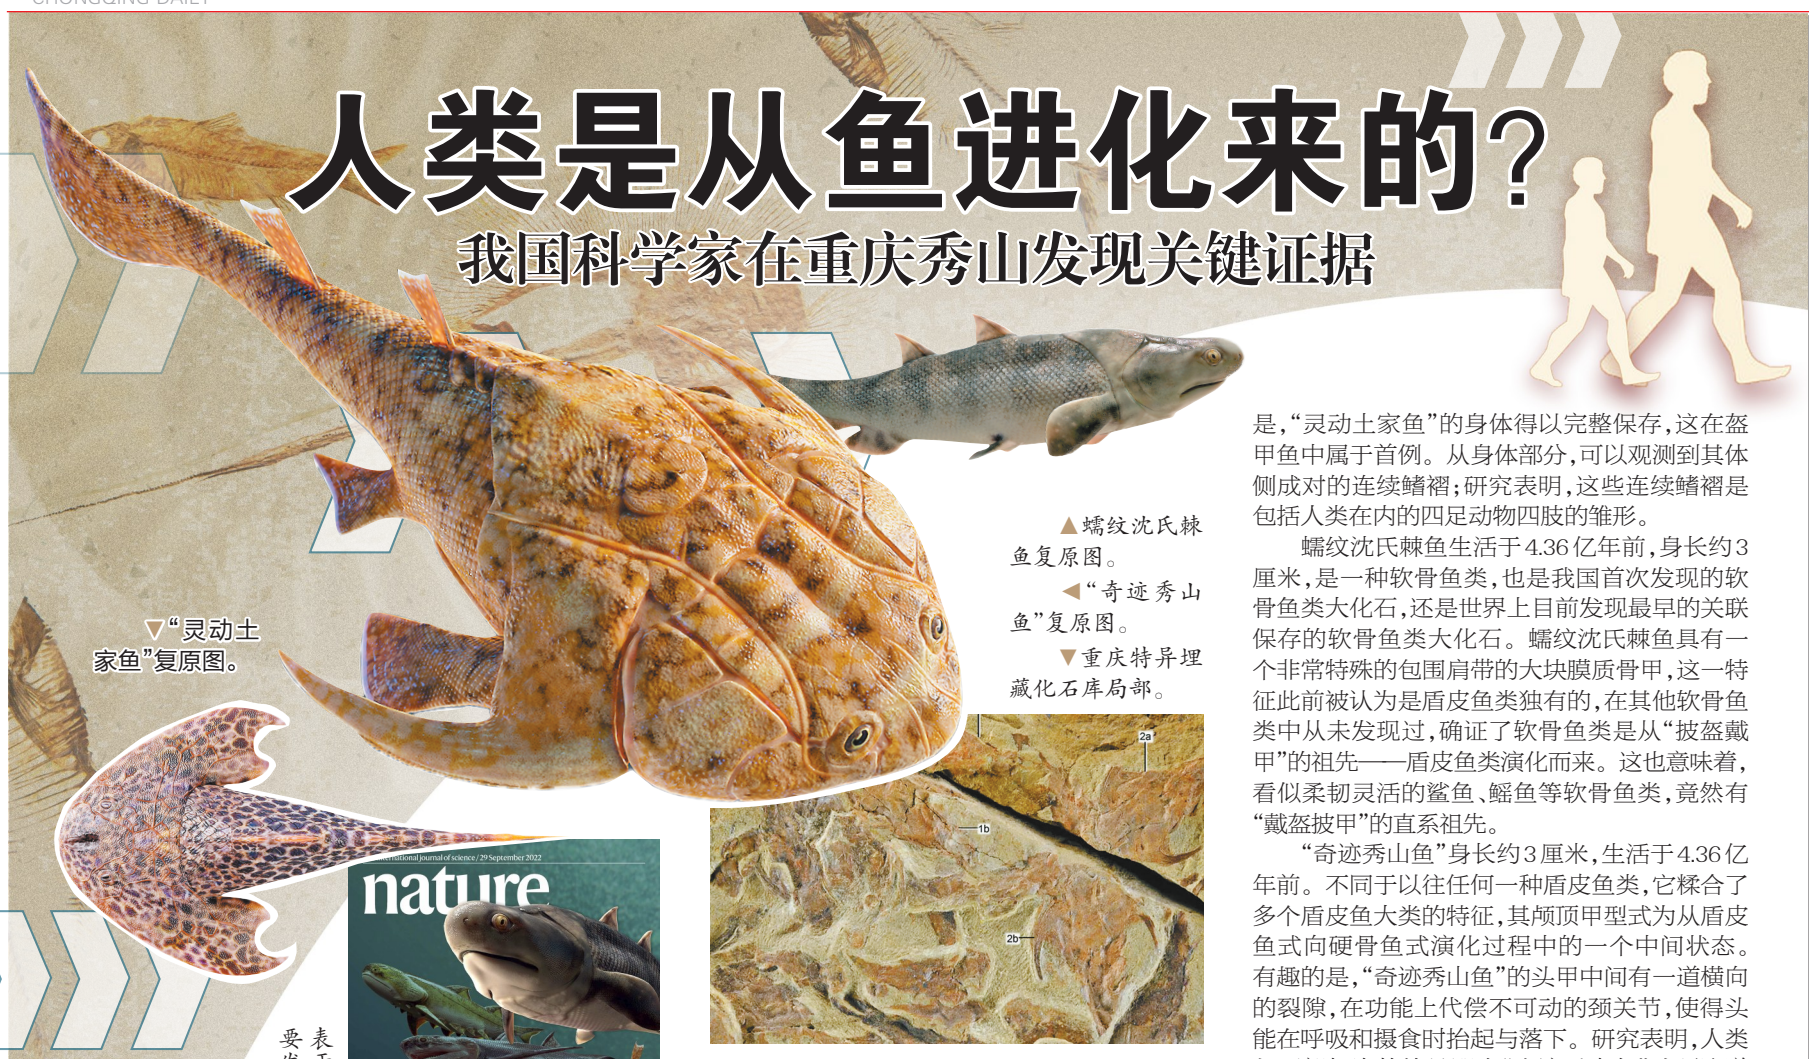 CHONGQING DAILY
人类是从鱼进化来的?
我国科学家在重庆秀山发现关键证据
▼“灵动土
家鱼”复原图。
▲蠕纹沈氏棘
鱼复原图。
◀“奇迹秀山
鱼”复原图。
▼重庆特异埋
藏化石库局部。
2a
1b
2b
international journal of science / 29 September 2022
nature
是,“灵动土家鱼”的身体得以完整保存,这在盔
甲鱼中属于首例。从身体部分,可以观测到其体
侧成对的连续鳍褶;研究表明,这些连续鳍褶是
包括人类在内的四足动物四肢的雏形。
蠕纹沈氏棘鱼生活于4.36亿年前,身长约3
厘米,是一种软骨鱼类,也是我国首次发现的软
骨鱼类大化石,还是世界上目前发现最早的关联
保存的软骨鱼类大化石。蠕纹沈氏棘鱼具有一
个非常特殊的包围肩带的大块膜质骨甲,这一特
征此前被认为是盾皮鱼类独有的,在其他软骨鱼
类中从未发现过,确证了软骨鱼类是从“披盔戴
甲”的祖先——盾皮鱼类演化而来。这也意味着,
看似柔韧灵活的鲨鱼、鳐鱼等软骨鱼类,竟然有
“戴盔披甲”的直系祖先。
“奇迹秀山鱼”身长约3厘米,生活于4.36亿
年前。不同于以往任何一种盾皮鱼类,它糅合了
多个盾皮鱼大类的特征,其颅顶甲型式为从盾皮
鱼式向硬骨鱼式演化过程中的一个中间状态。
有趣的是,“奇迹秀山鱼”的头甲中间有一道横向
的裂隙,在功能上代偿不可动的颈关节,使得头
能在呼吸和摄食时抬起与落下。研究表明,人类
表
要